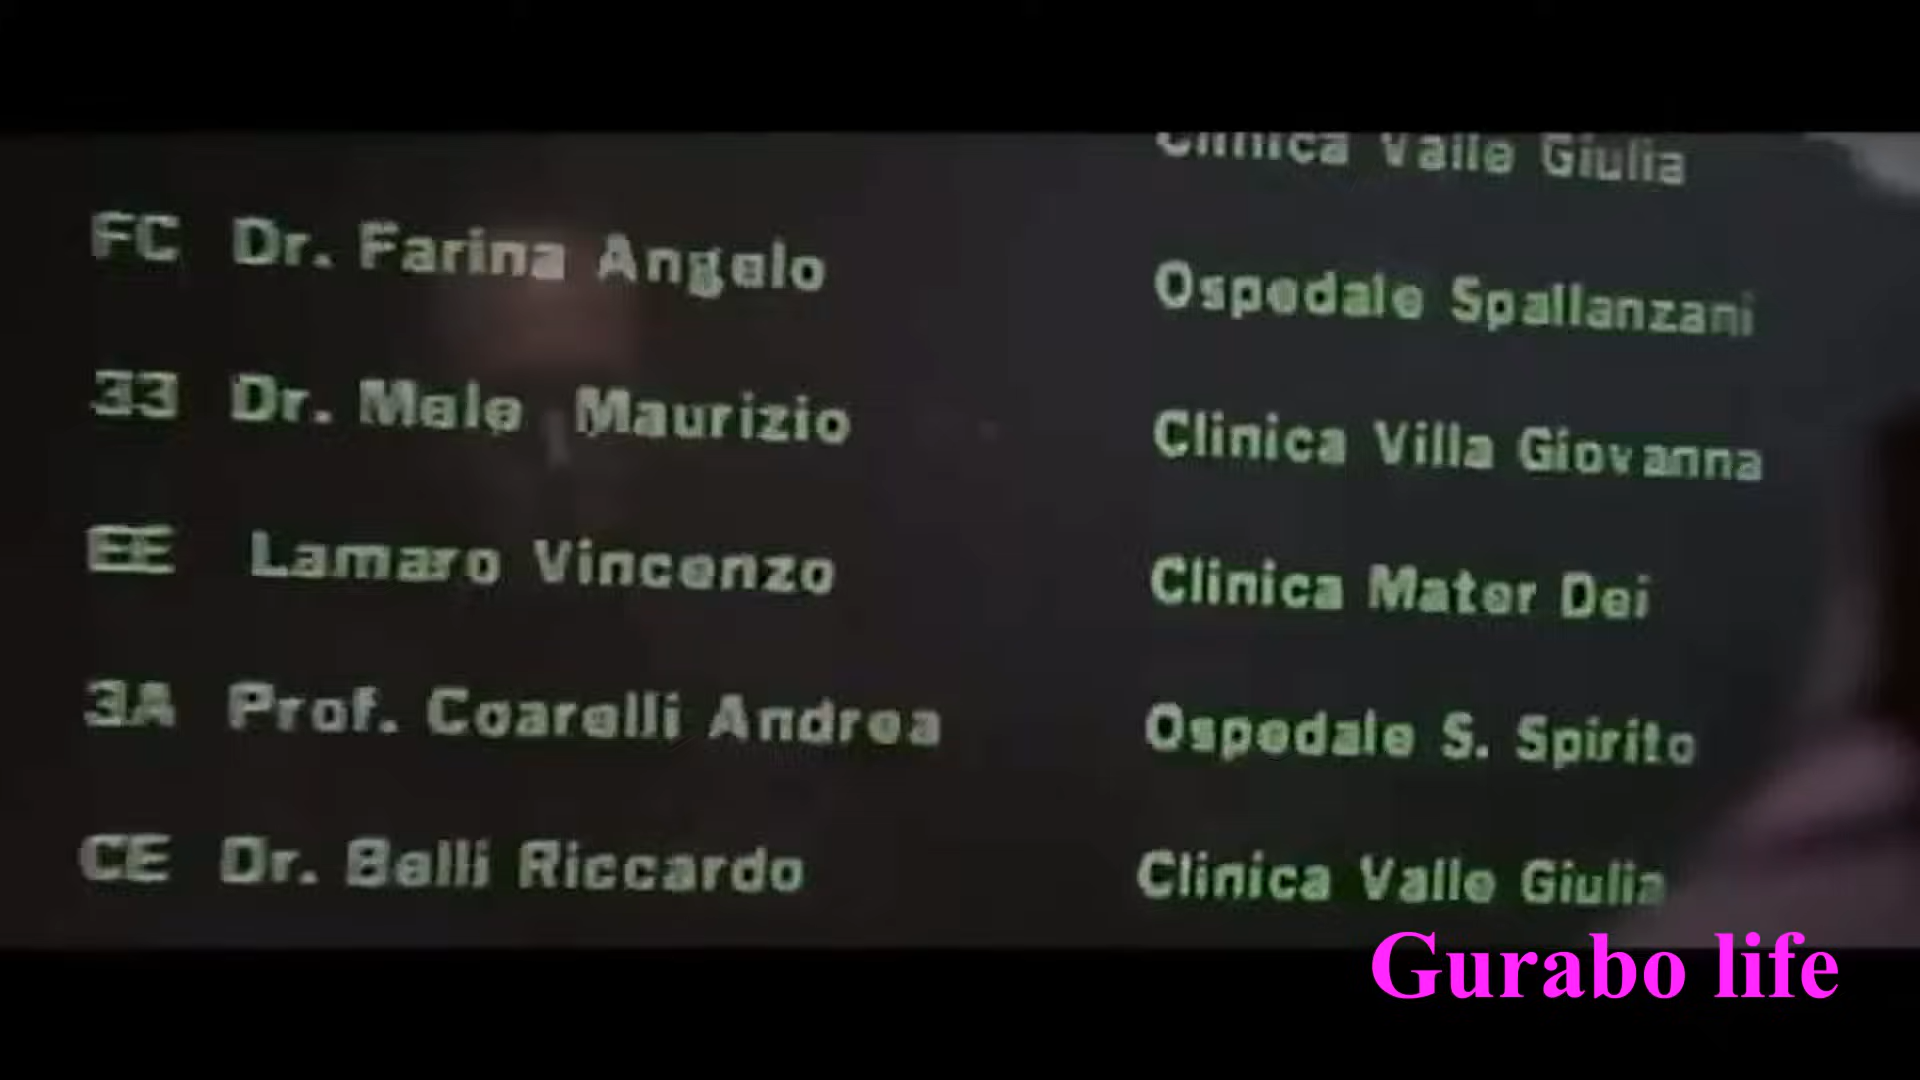 Clinica Valle Giulia
FC Dr. Farina Angelo Ospedale Spallanzani
33 Dr. Mele Maurizio Clinica Villa Giovanna
EE Lamaro Vincenzo Clinica Mater Dei
3A Prof. Coarelli Andrea Ospedale S. Spirito
CE Dr. Belli Riccardo Clinica Valle Giulia
Gurabo life